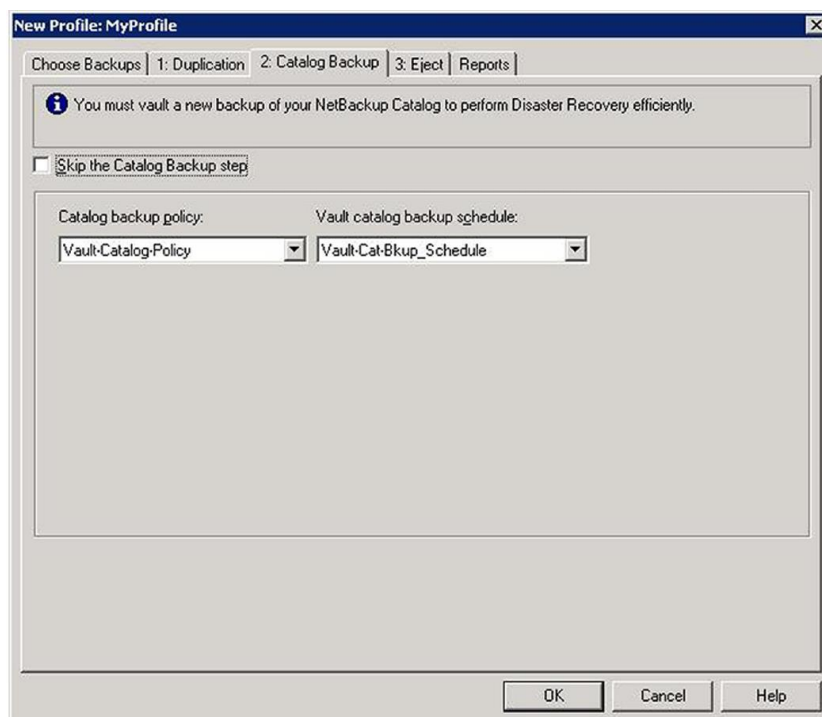 New Profile: MyProfile
Choose Backups 1: Duplication 2: Catalog Backup 3: Eject Reports
You must vault a new backup of your NetBackup Catalog to perform Disaster Recovery efficiently.
Skip the Catalog Backup step
Catalog backup policy: Vault catalog backup schedule:
Vault-Catalog-Policy Vault-Cat-Bkup_Schedule
OK Cancel Help